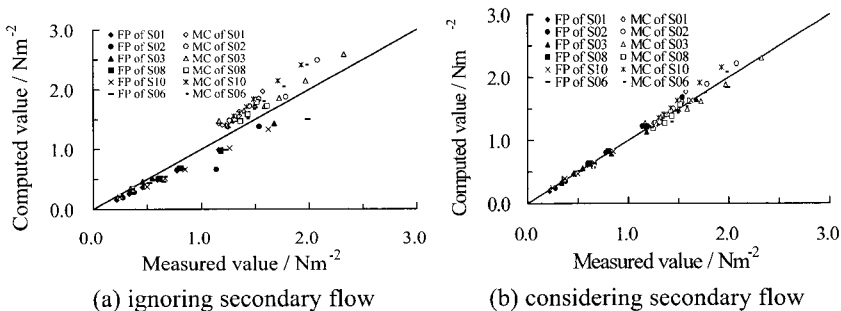 Computed value / Nm-2
3.0
2.0
1.0
0.0
FP of S01 MC of S01
FP of S02 MC of S02
FP of S03 MC of S03
FP of S08 MC of S08
FP of S10 MC of S10
FP of S06 MC of S06
0.0 1.0 2.0 3.0
Measured value / Nm-2
(a) ignoring secondary flow
Computed value / Nm-2
3.0
2.0
1.0
0.0
FP of S01 MC of S01
FP of S02 MC of S02
FP of S03 MC of S03
FP of S08 MC of S08
FP of S10 MC of S10
FP of S06 MC of S06
0.0 1.0 2.0 3.0
Measured value / Nm-2
(b) considering secondary flow